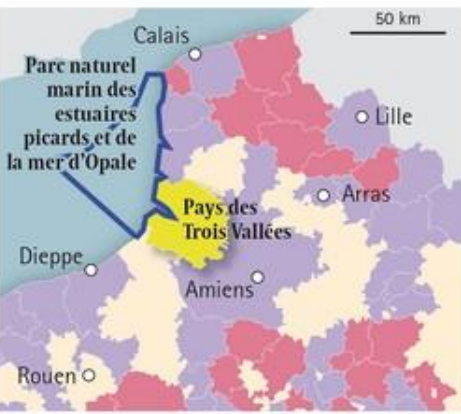 50 km
Calais
Parc naturel
marin des
estuaires
picards et de
la mer d'Opale
Lille
Arras
Pays des
Trois Vallées
Dieppe
Amiens
Rouen